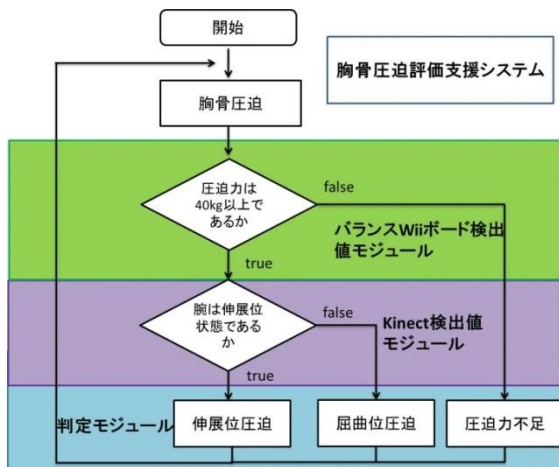 開始
胸骨圧迫評価支援システム
胸骨圧迫
圧迫力は
40kg以上で
あるか
false
バランスWiiボード検出
値モジュール
true
腕は伸展位
状態である
か
false
Kinect検出値
モジュール
true
判定モジュール
伸展位圧迫
屈曲位圧迫
圧迫力不足